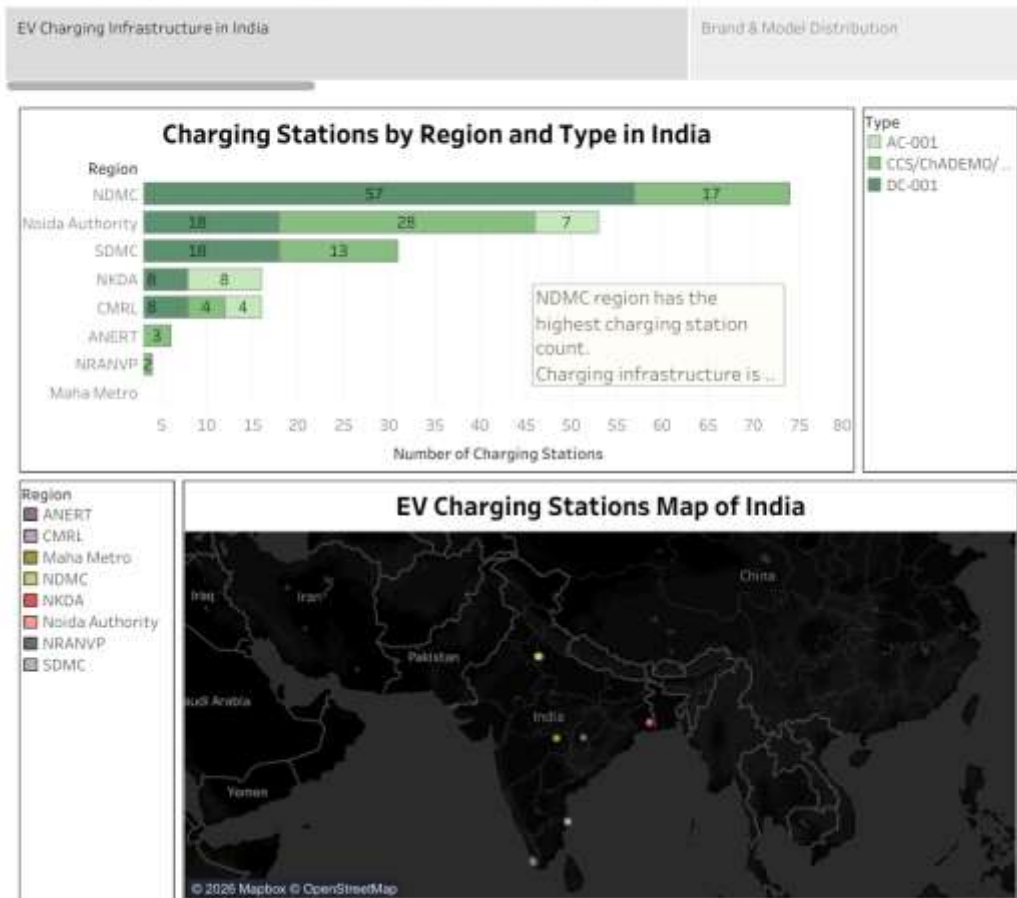 EV Charging Infrastructure in India
Brand & Model Distribution
Charging Stations by Region and Type in India
Region
NDMC 57 17
Noida Authority 18 28 7
SDMC 18 13
NKDA 8 8
CMRL 8 4 4
ANERT 3
NRANVP 2
Maha Metro
5 10 15 20 25 30 35 40 45 50 55 60 65 70 75 80
Number of Charging Stations
NDMC region has the
highest charging station
count.
Charging infrastructure is ..
Type
AC-001
CCS/ChADEMO/ ..
DC-001
Region
ANERT
CMRL
Maha Metro
NDMC
NKDA
Noida Authority
NRANVP
SDMC
EV Charging Stations Map of India
China
Iraq
Iran
Pakistan
audi Arabia
India
Yemen
© 2026 Mapbox © OpenStreetMap